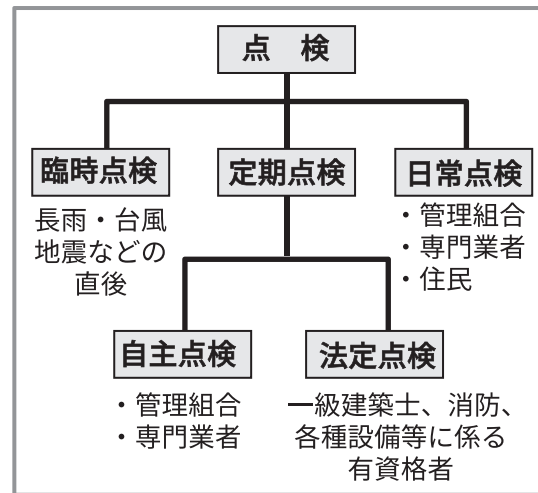 点　検
臨時点検
長雨・台風
地震などの
直後
定期点検
日常点検
・管理組合
・専門業者
・住民
自主点検
・管理組合
・専門業者
法定点検
一級建築士、消防、
各種設備等に係る
有資格者